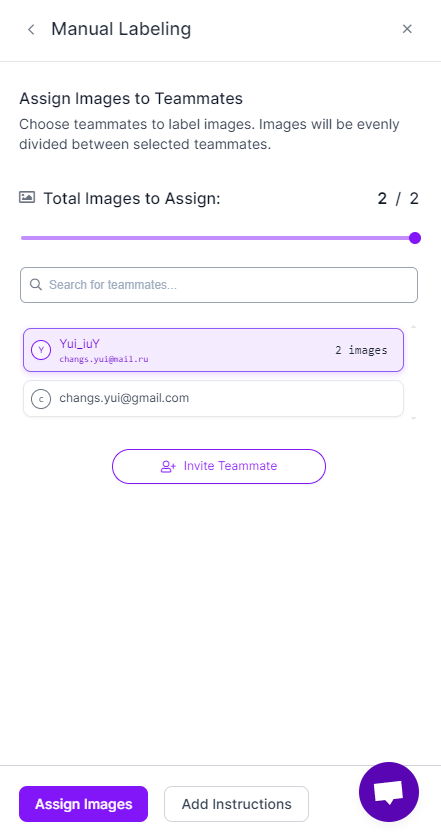 Manual Labeling
Assign Images to Teammates
Choose teammates to label images. Images will be evenly
divided between selected teammates.
Total Images to Assign: 2 / 2
Search for teammates...
Y Yui_iuY 2 images
changs.yui@mail.ru
c changs.yui@gmail.com
Invite Teammate
Assign Images Add Instructions